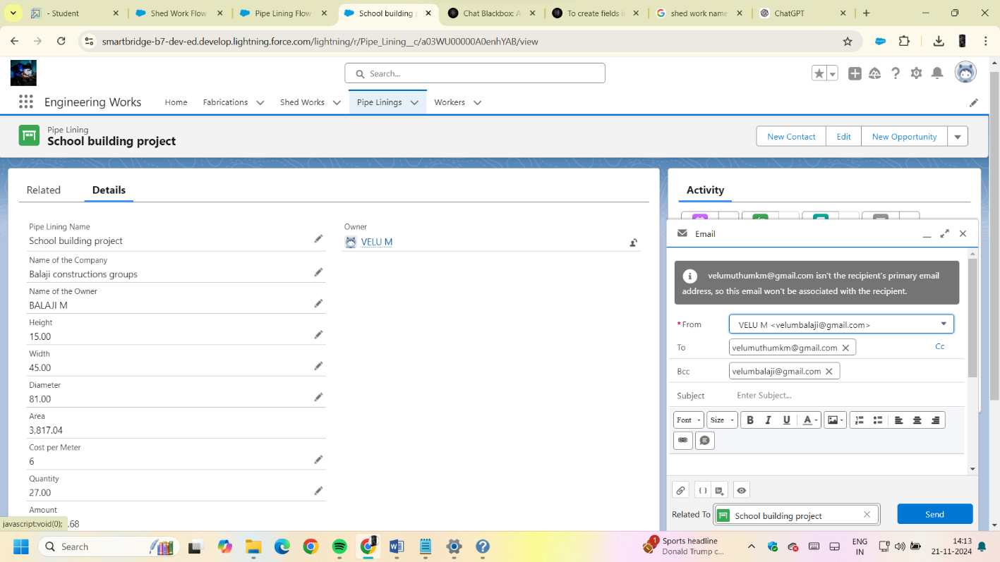 - Student
Shed Work Flow
Pipe Lining Flow
School building p
Chat Blackbox: A
To create fields i
shed work name
ChatGPT
smartbridge-b7-dev-ed.develop.lightning.force.com/lightning/r/Pipe_Lining__c/a03WU00000A0enhYAB/view
Search...
Engineering Works
Home
Fabrications
Shed Works
Pipe Linings
Workers
Pipe Lining
School building project
New Contact
Edit
New Opportunity
Related
Details
Activity
Pipe Lining Name
School building project
Owner
VELU M
Name of the Company
Balaji constructions groups
Name of the Owner
BALAJI M
Height
15.00
Width
45.00
Diameter
81.00
Area
3,817.04
Cost per Meter
6
Quantity
27.00
Amount
.68
javascript:void(0);
Email
velumuthumkm@gmail.com isn't the recipient's primary email
address, so this email won't be associated with the recipient.
*From
VELU M <velumbalaji@gmail.com>
To
velumuthumkm@gmail.com
Cc
Bcc
velumbalaji@gmail.com
Subject
Enter Subject...
Font
Size
B I U A
Related To
School building project
Send
Search
1
Sports headline
Donald Trump c...
ENG
IN
14:13
21-11-2024